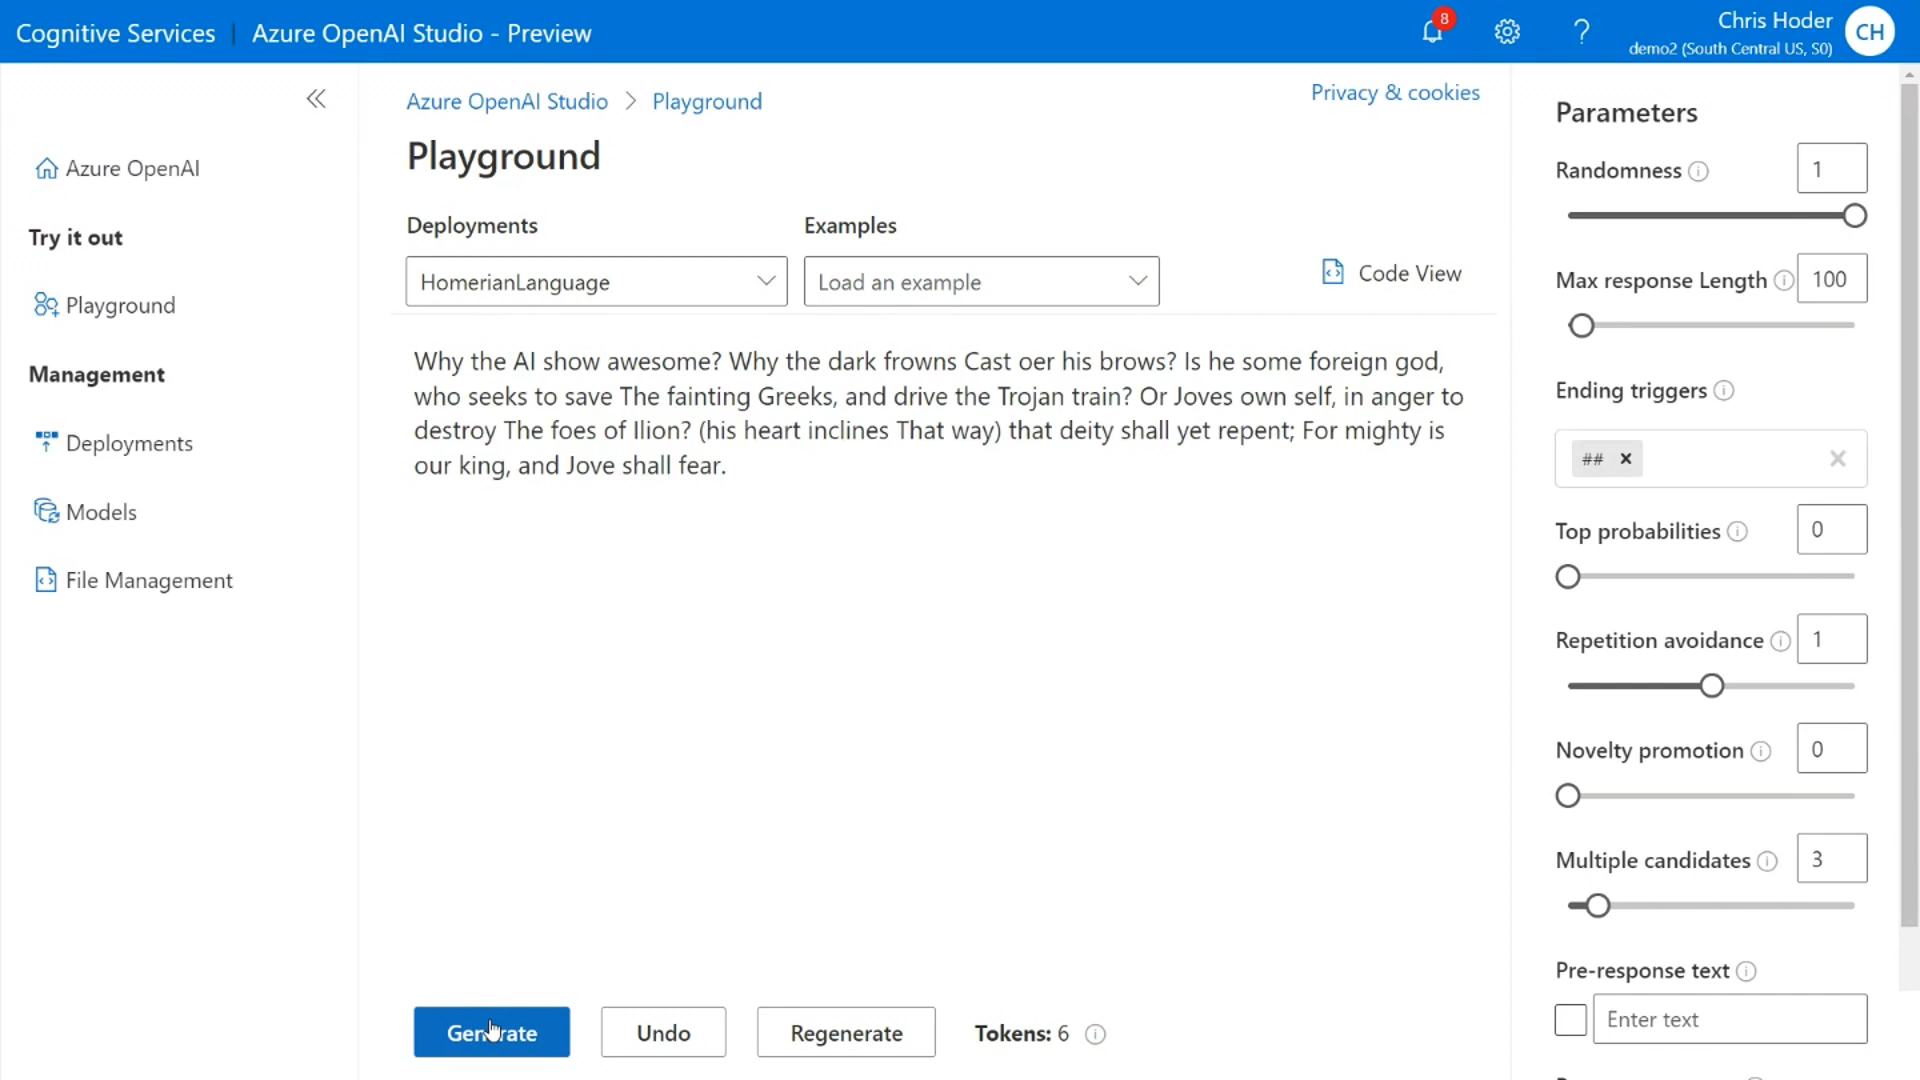 Cognitive Services | Azure OpenAI Studio - Preview
8
?
Chris Hoder
demo2 (South Central US, S0)
CH
Azure OpenAI
Try it out
Playground
Management
Deployments
Models
File Management
Azure OpenAI Studio > Playground
Privacy & cookies
Playground
Deployments
Examples
HomerianLanguage
Load an example
Code View
Why the AI show awesome? Why the dark frowns Cast oer his brows? Is he some foreign god,
who seeks to save The fainting Greeks, and drive the Trojan train? Or Joves own self, in anger to
destroy The foes of Ilion? (his heart inclines That way) that deity shall yet repent; For mighty is
our king, and Jove shall fear.
Generate
Undo
Regenerate
Tokens: 6
Parameters
Randomness
1
Max response Length
100
Ending triggers
##
Top probabilities
0
Repetition avoidance
1
Novelty promotion
0
Multiple candidates
3
Pre-response text
Enter text